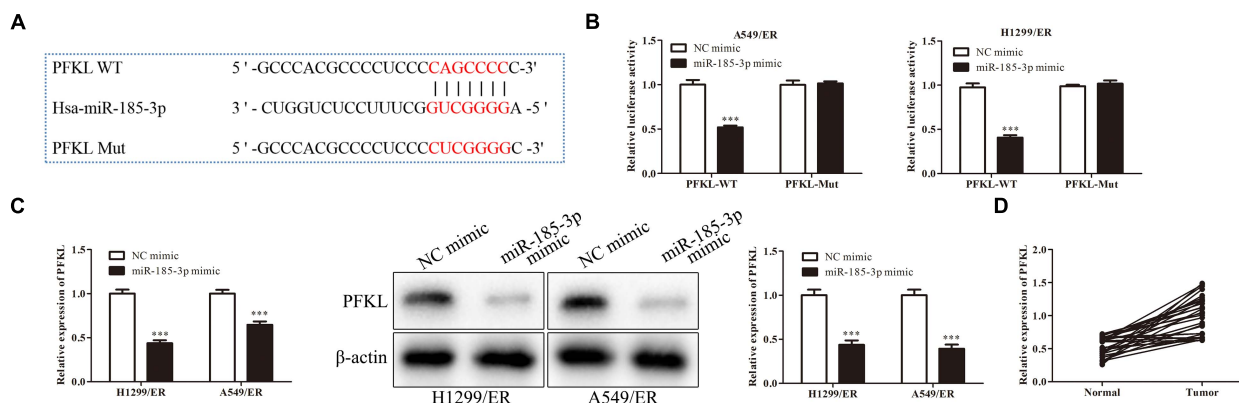 A
PFKL WT 5 ' -GCCCACGCCCCUCCCCAGCCCCC-3'
Hsa-miR-185-3p 3 ' -CUGGUCUCCUUUCGGUCGGGGA -5 '
PFKL Mut 5 ' -GCCCACGCCCCUCCCCUCGGGGC -3'
B
A549/ER
NC mimic
miR-185-3p mimic
Relative luciferase activity
1.5
1.0
0.5
0.0
***
PFKL-WT PFKL-Mut
H1299/ER
NC mimic
miR-185-3p mimic
Relative luciferase activity
1.5
1.0
0.5
0.0
***
PFKL-WT PFKL-Mut
C
NC mimic
miR-185-3p mimic
Relative expression of PFKL
1.5
1.0
0.5
0.0
***
***
H1299/ER A549/ER
NC mimic
miR-185-3p
mimic
NC mimic
miR-185-3p
mimic
PFKL
β-actin
H1299/ER A549/ER
NC mimic
miR-185-3p mimic
Relative expression of PFKL
1.5
1.0
0.5
0.0
***
***
H1299/ER A549/ER
D
Relative expression of PFKL
2.0
1.5
1.0
0.5
0.0
Normal Tumor